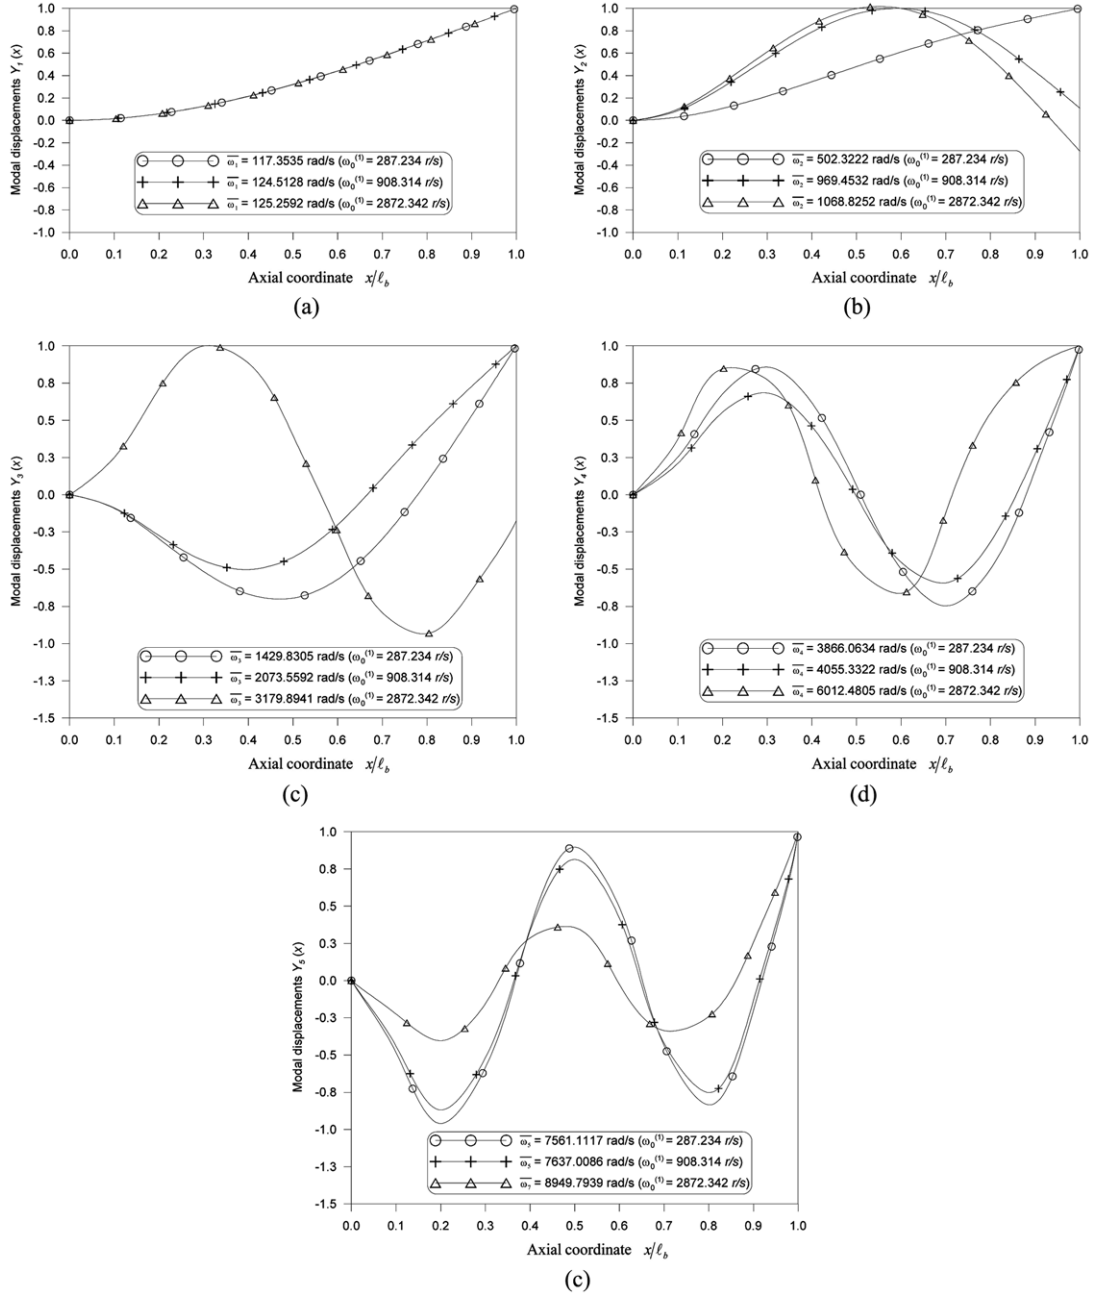 Modal displacements Y₁ (x)
1.0
0.8
0.6
0.4
0.2
0.0
-0.2
-0.4
-0.6
-0.8
-1.0
ω̅₁ = 117.3535 rad/s (ω₀⁽¹⁾ = 287.234 r/s)
ω̅₁ = 124.5128 rad/s (ω₀⁽¹⁾ = 908.314 r/s)
ω̅₁ = 125.2592 rad/s (ω₀⁽¹⁾ = 2872.342 r/s)
0.0 0.1 0.2 0.3 0.4 0.5 0.6 0.7 0.8 0.9 1.0
Axial coordinate x/ℓb
(a)
Modal displacements Y₂ (x)
1.0
0.8
0.6
0.4
0.2
0.0
-0.2
-0.4
-0.6
-0.8
-1.0
ω̅₂ = 502.3222 rad/s (ω₀⁽¹⁾ = 287.234 r/s)
ω̅₂ = 969.4532 rad/s (ω₀⁽¹⁾ = 908.314 r/s)
ω̅₂ = 1068.8252 rad/s (ω₀⁽¹⁾ = 2872.342 r/s)
0.0 0.1 0.2 0.3 0.4 0.5 0.6 0.7 0.8 0.9 1.0
Axial coordinate x/ℓb
(b)
Modal displacements Y₃ (x)
1.0
0.8
0.5
0.3
0.0
-0.3
-0.5
-0.8
-1.0
-1.3
-1.5
ω̅₃ = 1429.8305 rad/s (ω₀⁽¹⁾ = 287.234 r/s)
ω̅₃ = 2073.5592 rad/s (ω₀⁽¹⁾ = 908.314 r/s)
ω̅₃ = 3179.8941 rad/s (ω₀⁽¹⁾ = 2872.342 r/s)
0.0 0.1 0.2 0.3 0.4 0.5 0.6 0.7 0.8 0.9 1.0
Axial coordinate x/ℓb
(c)
Modal displacements Y₄ (x)
1.0
0.8
0.5
0.3
0.0
-0.3
-0.5
-0.8
-1.0
-1.3
-1.5
ω̅₄ = 3866.0634 rad/s (ω₀⁽¹⁾ = 287.234 r/s)
ω̅₄ = 4055.3322 rad/s (ω₀⁽¹⁾ = 908.314 r/s)
ω̅₄ = 6012.4805 rad/s (ω₀⁽¹⁾ = 2872.342 r/s)
0.0 0.1 0.2 0.3 0.4 0.5 0.6 0.7 0.8 0.9 1.0
Axial coordinate x/ℓb
(d)
Modal displacements Y₅ (x)
1.0
0.8
0.5
0.3
0.0
-0.3
-0.5
-0.8
-1.0
-1.3
-1.5
ω̅₅ = 7561.1117 rad/s (ω₀⁽¹⁾ = 287.234 r/s)
ω̅₅ = 7637.0086 rad/s (ω₀⁽¹⁾ = 908.314 r/s)
ω̅₇ = 8949.7939 rad/s (ω₀⁽¹⁾ = 2872.342 r/s)
0.0 0.1 0.2 0.3 0.4 0.5 0.6 0.7 0.8 0.9 1.0
Axial coordinate x/ℓb
(c)